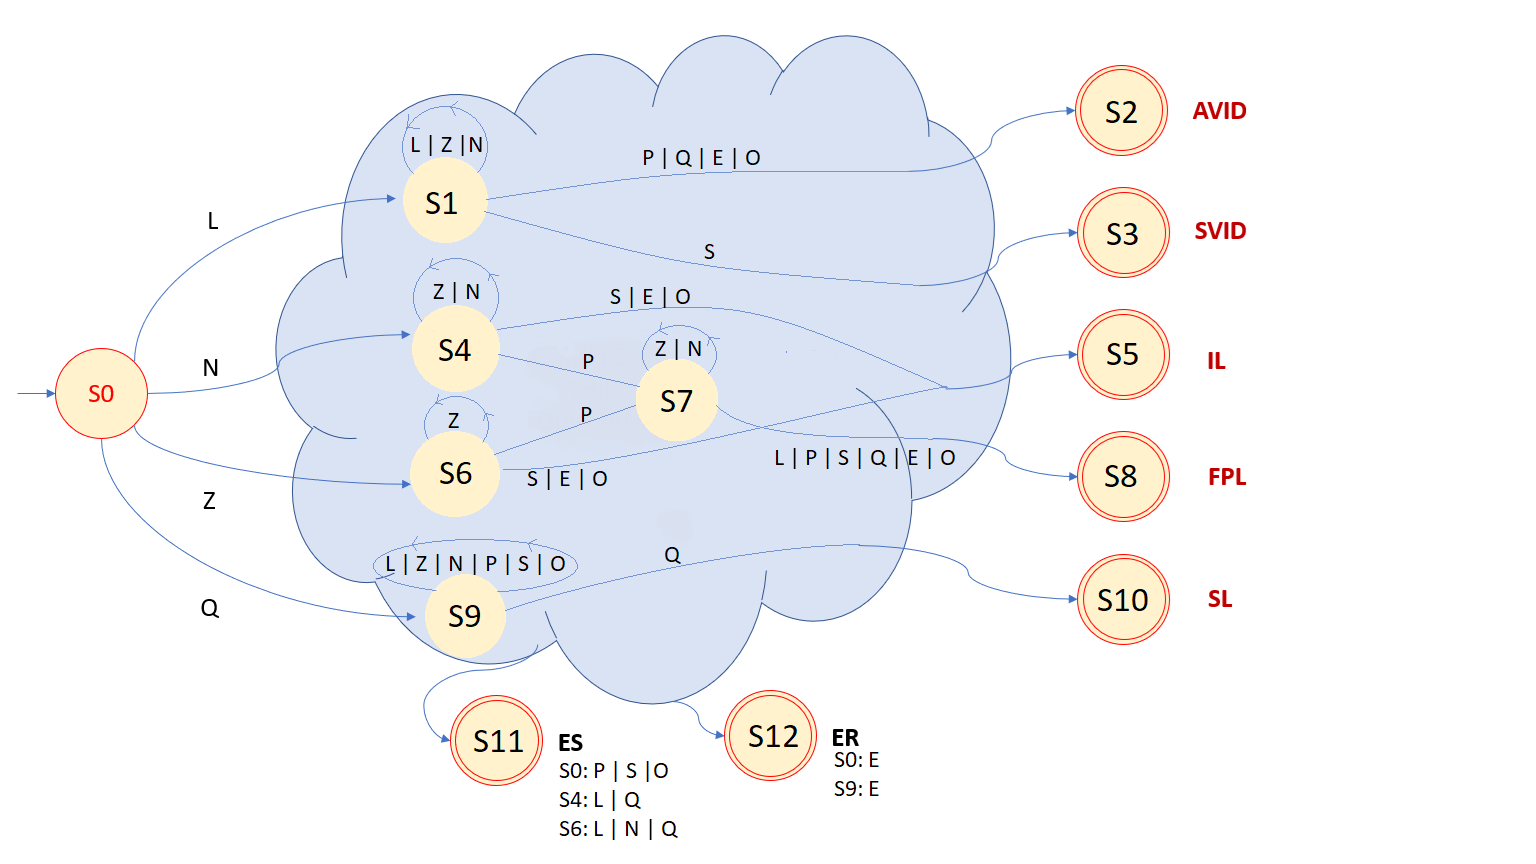 S2 AVID
L | Z | N
P | Q | E | O
S1
L
S3 SVID
S
Z | N
S | E | O
S4
Z | N
S5 IL
N
P
S0
S7
P
Z
L | P | S | Q | E | O
S6
S | E | O
S8 FPL
Z
Q
L | Z | N | P | S | O
S10 SL
Q
S9
S11 ES
S0: P | S |O
S4: L | Q
S6: L | N | Q
S12 ER
S0: E
S9: E